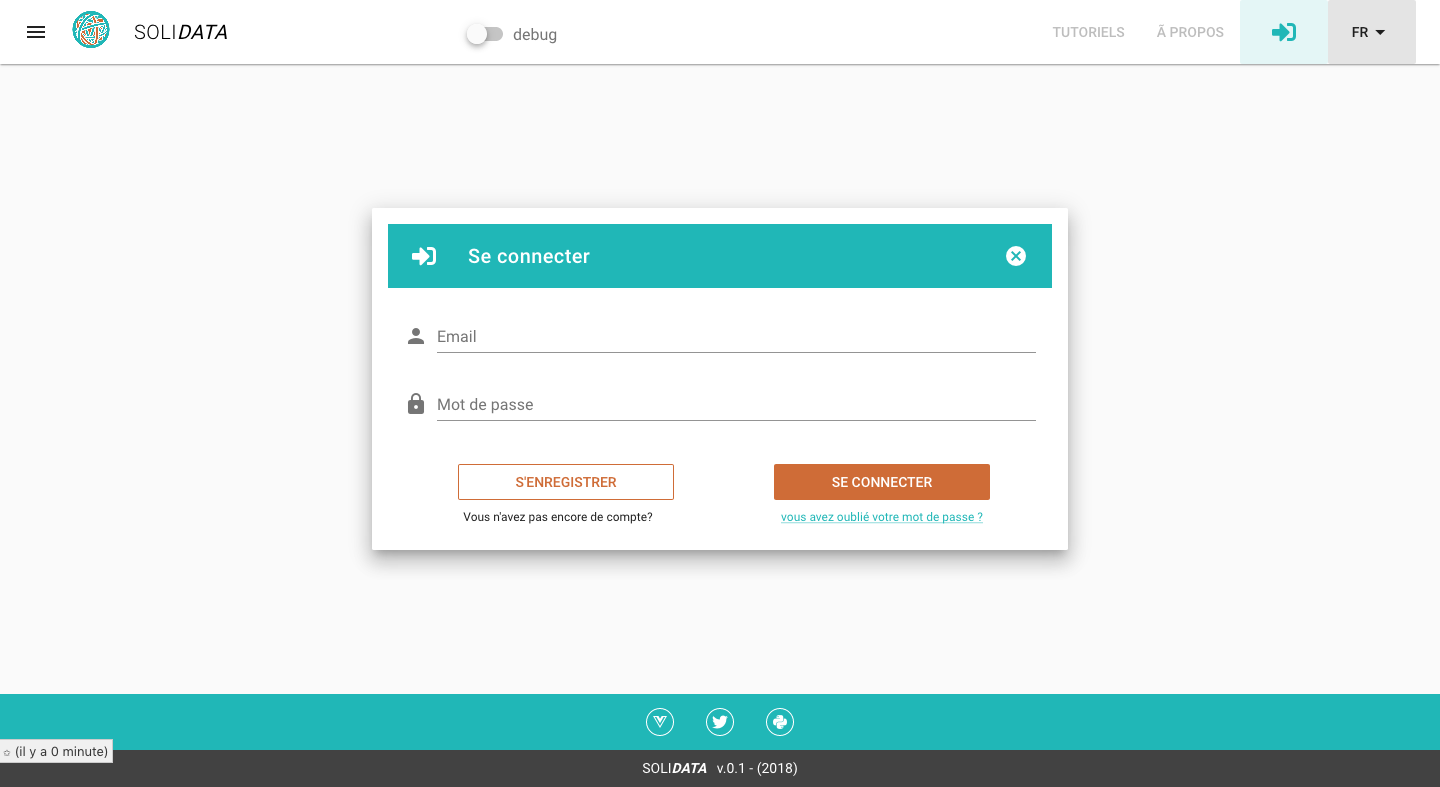 SOLIDATA
debug
TUTORIELS
Ã PROPOS
FR
Se connecter
Email
Mot de passe
S'ENREGISTRER
SE CONNECTER
Vous n'avez pas encore de compte?
vous avez oublié votre mot de passe ?
(il y a 0 minute)
SOLIDATA v.0.1 - (2018)